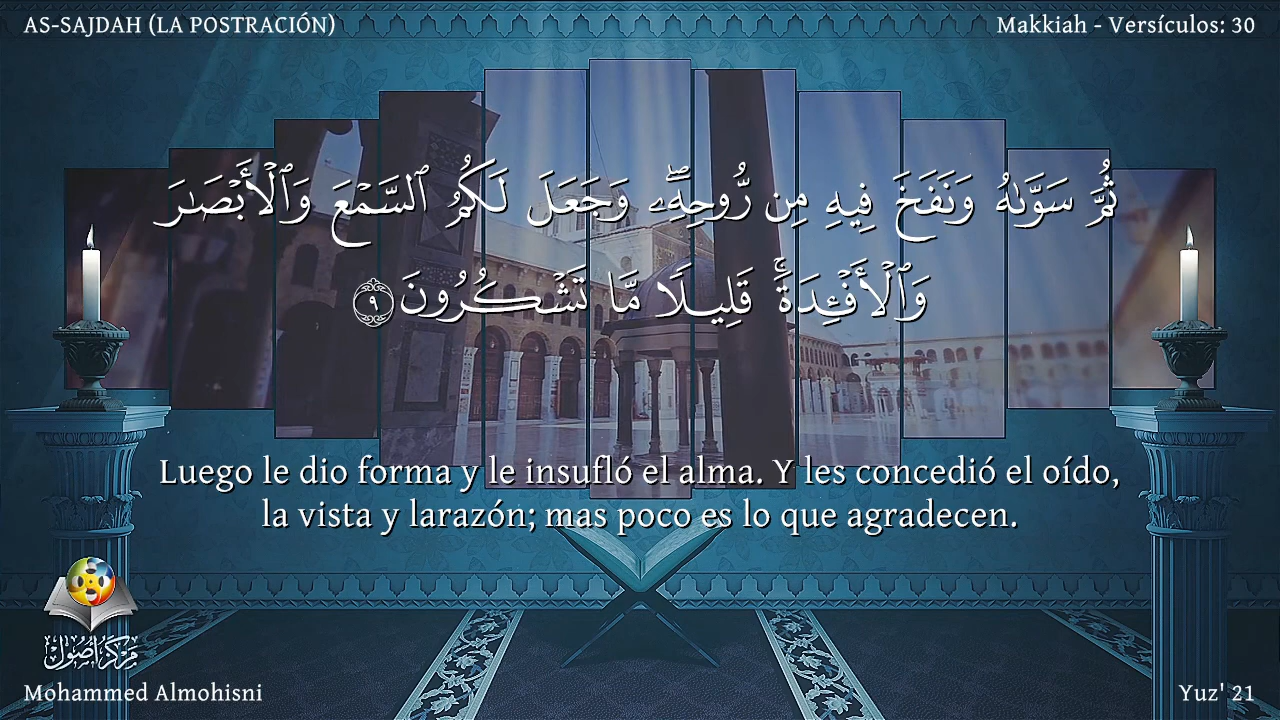 AS-SAJDAH (LA POSTRACIÓN)
Makkiah - Versículos: 30
ثُمَّ سَوَّىٰهُ وَنَفَخَ فِيهِ مِن رُّوحِهِۦۖ وَجَعَلَ لَكُمُ ٱلسَّمْعَ وَٱلْأَبْصَٰرَ
وَٱلْأَفْـِٔدَةَۚ قَلِيلًا مَّا تَشْكُرُونَ ٩
Luego le dio forma y le insufló el alma. Y les concedió el oído,
la vista y larazón; mas poco es lo que agradecen.
مركز أصول
Mohammed Almohisni
Yuz' 21